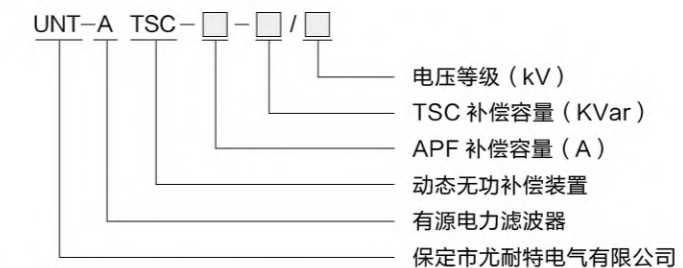 UNT-A TSC-□-□/□
电压等级（kV）
TSC 补偿容量（KVar）
APF 补偿容量（A）
动态无功补偿装置
有源电力滤波器
保定市尤耐特电气有限公司